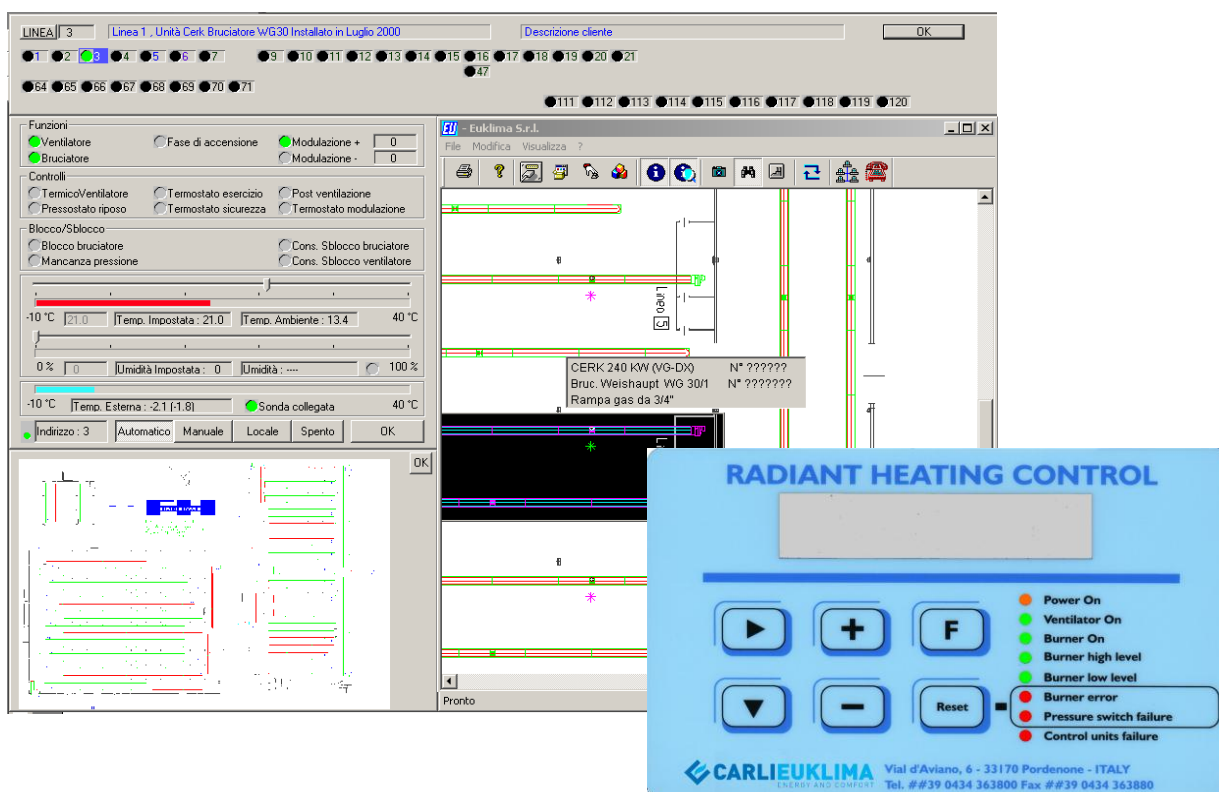 LINEA 3 Linea 1 , Unità Cerk Bruciatore WG30 Installato in Luglio 2000 Descrizione cliente OK
1 2 3 4 5 6 7 9 10 11 12 13 14 15 16 17 18 19 20 21
47
64 65 66 67 68 69 70 71
111 112 113 114 115 116 117 118 119 120
Funzioni
Ventilatore Fase di accensione Modulazione + 0
Bruciatore Modulazione - 0
Controlli
TermicoVentilatore Termostato esercizio Post ventilazione
Pressostato riposo Termostato sicurezza Termostato modulazione
Blocco/Sblocco
Blocco bruciatore Cons. Sblocco bruciatore
Mancanza pressione Cons. Sblocco ventilatore
-10 °C 21.0 Temp. Impostata : 21.0 Temp. Ambiente : 13.4 40 °C
0 % 0 Umidità Impostata : 0 Umidità : ---- 100 %
-10 °C Temp. Esterna : -2.1 (-1.8) Sonda collegata 40 °C
Indirizzo : 3 Automatico Manuale Locale Spento OK
OK
EU - Euklima S.r.l.
File Modifica Visualizza ?
Linea 5
CERK 240 KW (VG-DX) N° ??????
Bruc. Weishaupt WG 30/1 N° ???????
Rampa gas da 3/4"
Pronto
RADIANT HEATING CONTROL
Power On
Ventilator On
+ F Burner On
Burner high level
Burner low level
Burner error
- Reset Pressure switch failure
Control units failure
CARLIEUKLIMA
ENERGY AND COMFORT
Vial d'Aviano, 6 - 33170 Pordenone - ITALY
Tel. ##39 0434 363800 Fax ##39 0434 363880